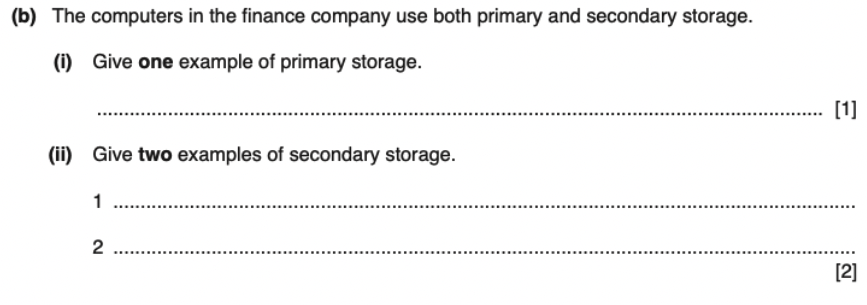 (b) The computers in the finance company use both primary and secondary storage.
(i) Give one example of primary storage.
.......................................................................................................................................... [1]
(ii) Give two examples of secondary storage.
1 ..............................................................................................................................................
2 ..............................................................................................................................................
[2]